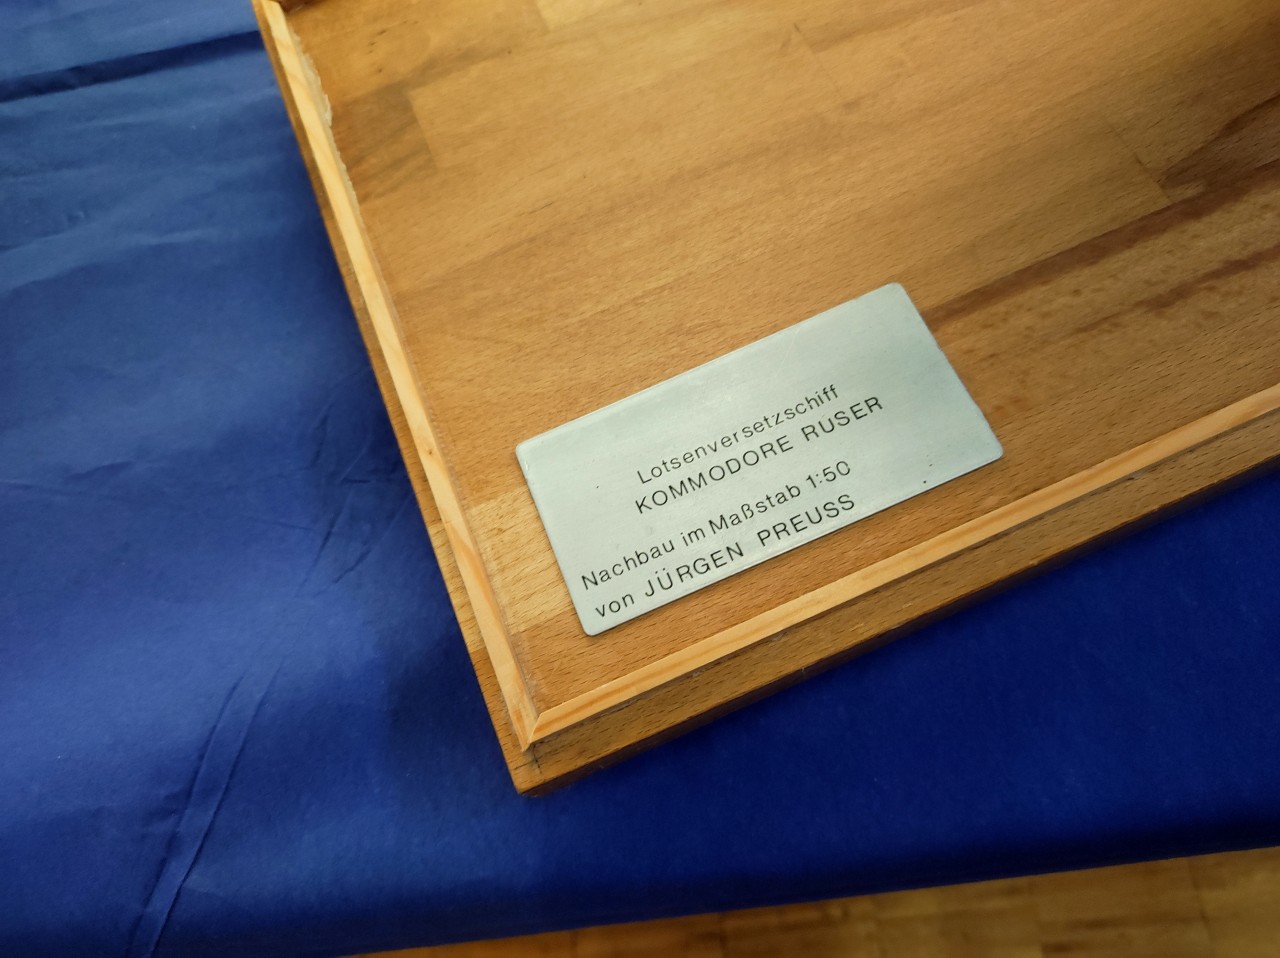 Lotsenversetzschiff
KOMMODORE RUSER
Nachbau im Maßstab 1:50
von JÜRGEN PREUSS